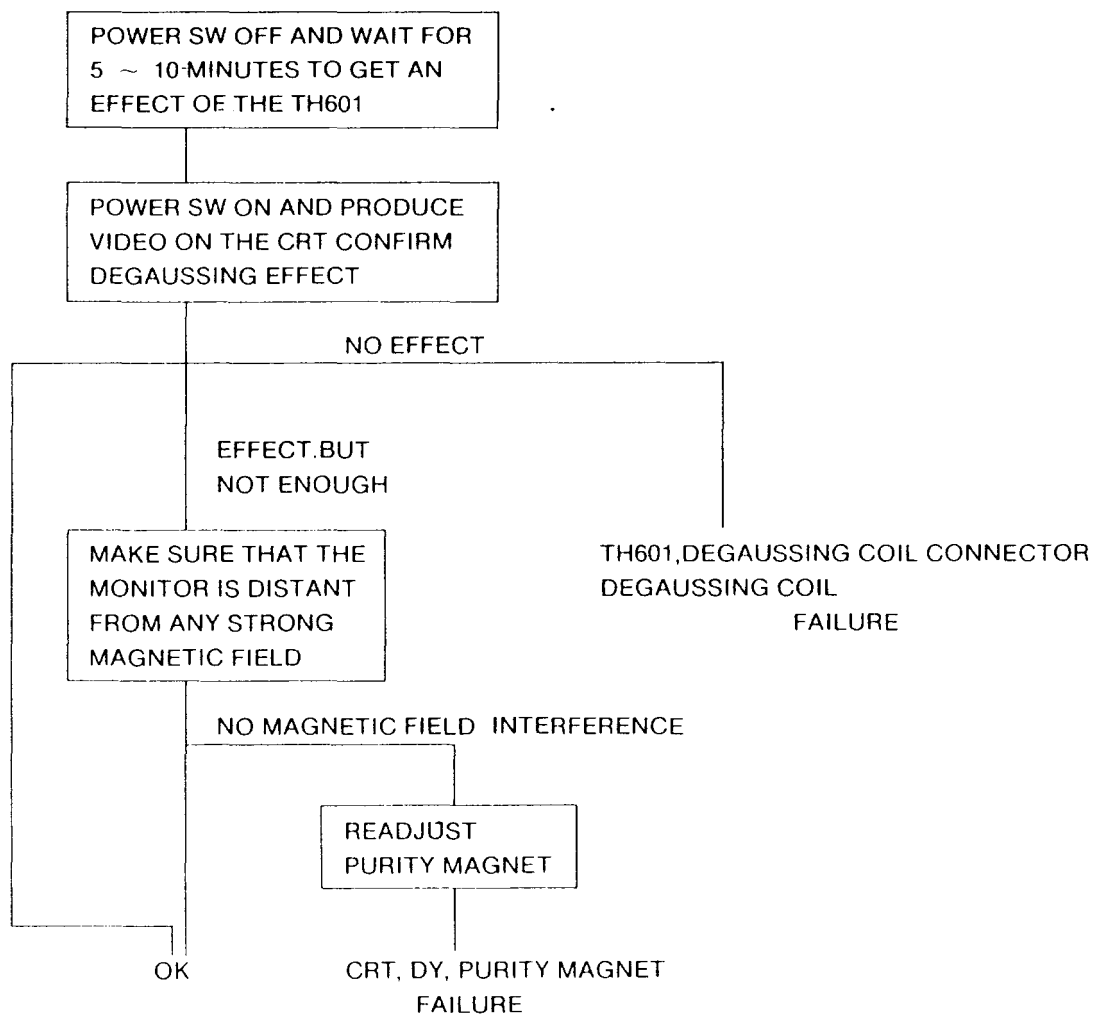 POWER SW OFF AND WAIT FOR
5 ~ 10-MINUTES TO GET AN
EFFECT OF THE TH601
POWER SW ON AND PRODUCE
VIDEO ON THE CRT CONFIRM
DEGAUSSING EFFECT
NO EFFECT
EFFECT.BUT
NOT ENOUGH
MAKE SURE THAT THE
MONITOR IS DISTANT
FROM ANY STRONG
MAGNETIC FIELD
TH601,DEGAUSSING COIL CONNECTOR
DEGAUSSING COIL
FAILURE
NO MAGNETIC FIELD INTERFERENCE
READJUST
PURITY MAGNET
OK
CRT, DY, PURITY MAGNET
FAILURE